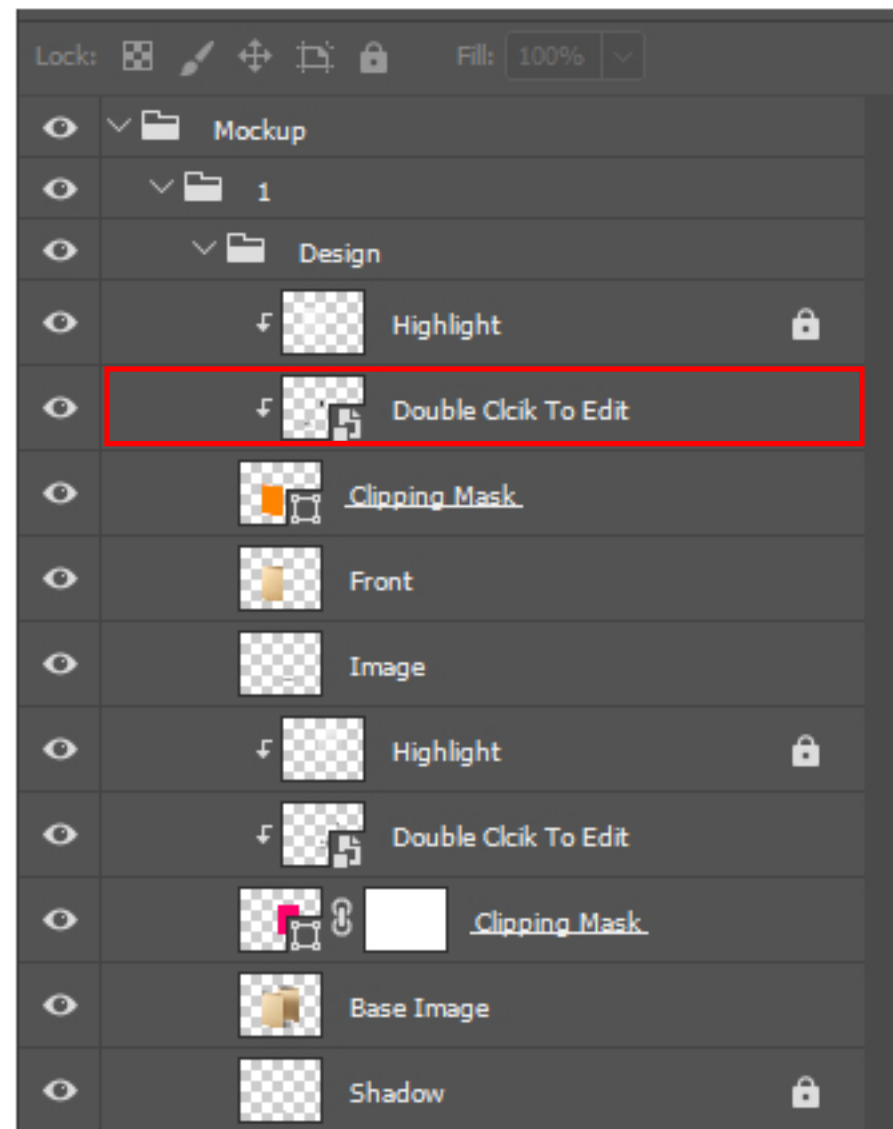 Lock: Fill: 100%
Mockup
1
Design
Highlight
Double Clcik To Edit
Clipping Mask
Front
Image
Highlight
Double Clcik To Edit
Clipping Mask
Base Image
Shadow